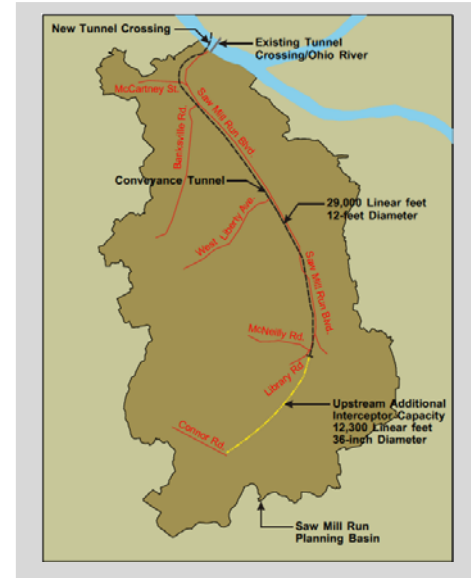 New Tunnel Crossing
Existing Tunnel
Crossing/Ohio River
McCartney St.
Saw Mill Run Blvd
Banksville Rd.
Conveyance Tunnel
29,000 Linear feet
12-feet Diameter
West Liberty Ave.
Saw Mill Run Blvd.
McNeilly Rd.
Library Rd.
Upstream Additional
Interceptor Capacity
12,300 Linear feet
36-inch Diameter
Connor Rd.
Saw Mill Run
Planning Basin